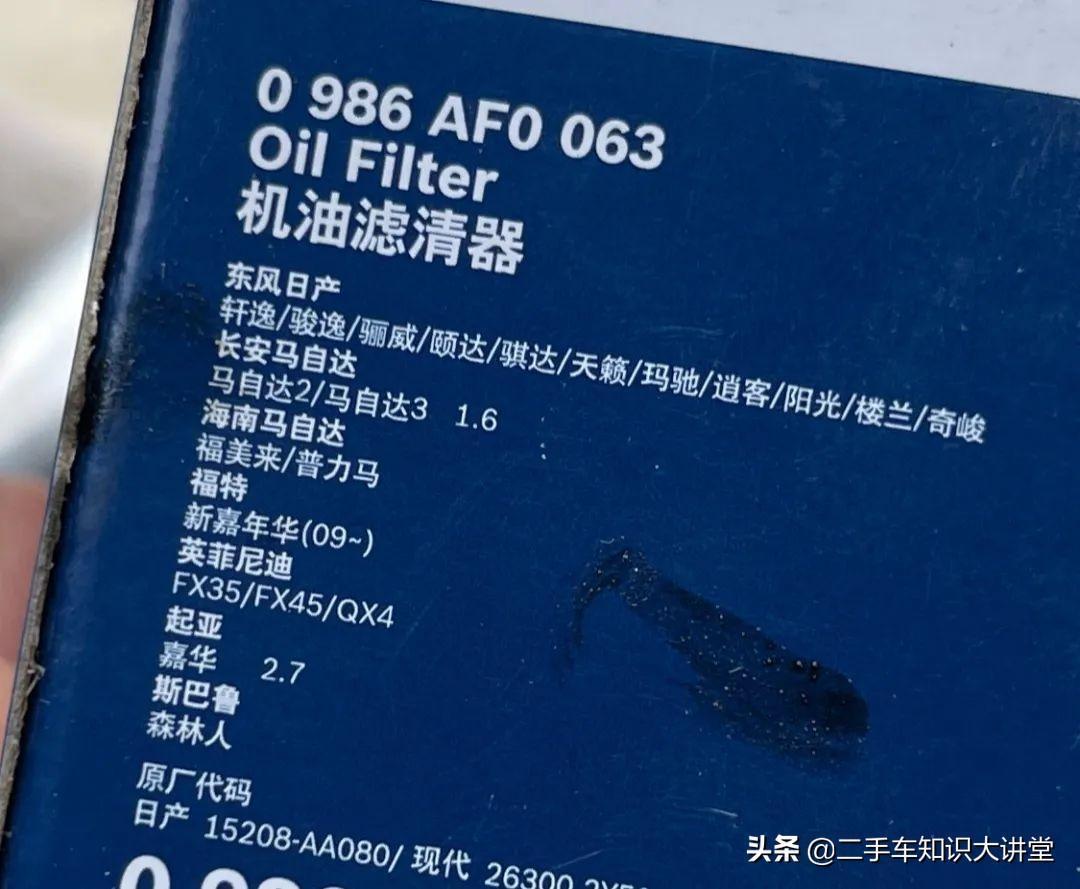 0 986 AF0 063
Oil Filter
机油滤清器
东风日产
轩逸/骏逸/骊威/颐达/骐达/天籁/玛驰/逍客/阳光/楼兰/奇峻
长安马自达
马自达2/马自达3 1.6
海南马自达
福美来/普力马
福特
新嘉年华(09~)
英菲尼迪
FX35/FX45/QX4
起亚
嘉华 2.7
斯巴鲁
森林人
原厂代码
日产 15208-AA080/ 现代 26300
头条 @二手车知识大讲堂